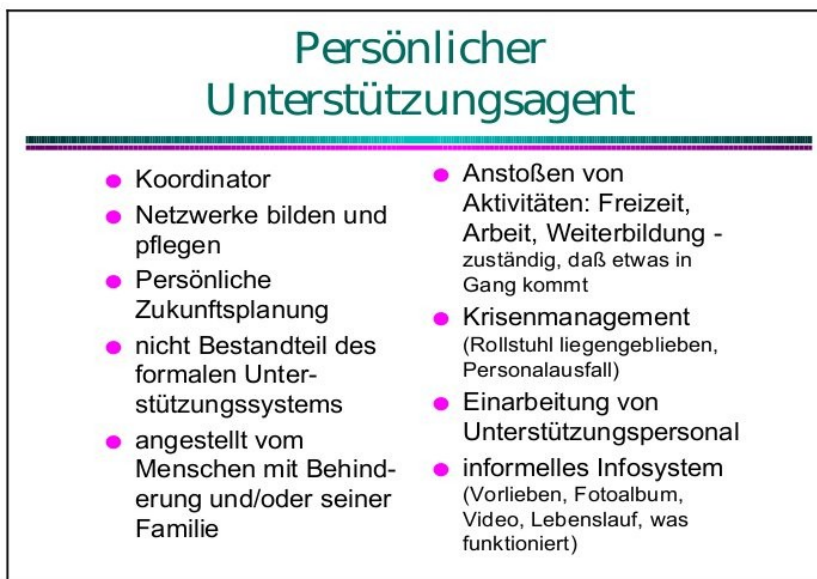 Persönlicher
Unterstützungsagent
Koordinator
Netzwerke bilden und
pflegen
Persönliche
Zukunftsplanung
nicht Bestandteil des
formalen Unter-
stützungssystems
angestellt vom
Menschen mit Behind-
erung und/oder seiner
Familie
Anstoßen von
Aktivitäten: Freizeit,
Arbeit, Weiterbildung -
zuständig, daß etwas in
Gang kommt
Krisenmanagement
(Rollstuhl liegengeblieben,
Personalausfall)
Einarbeitung von
Unterstützungspersonal
informelles Infosystem
(Vorlieben, Fotoalbum,
Video, Lebenslauf, was
funktioniert)